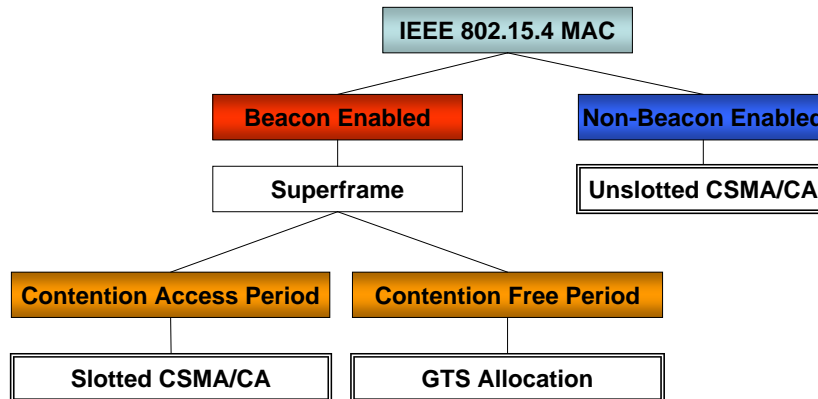 IEEE 802.15.4 MAC
Beacon Enabled
Non-Beacon Enabled
Superframe
Unslotted CSMA/CA
Contention Access Period
Contention Free Period
Slotted CSMA/CA
GTS Allocation